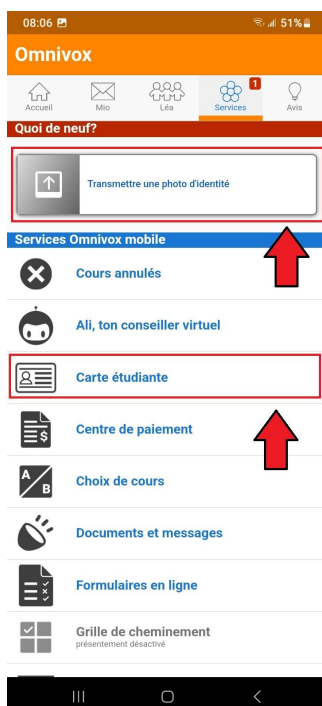 08:06 51%
Omnivox
Accueil Mio Léa Services 1 Avis
Quoi de neuf?
Transmettre une photo d'identité
Services Omnivox mobile
Cours annulés
Ali, ton conseiller virtuel
Carte étudiante
Centre de paiement
A/B Choix de cours
Documents et messages
Formulaires en ligne
Grille de cheminement
présentement désactivé